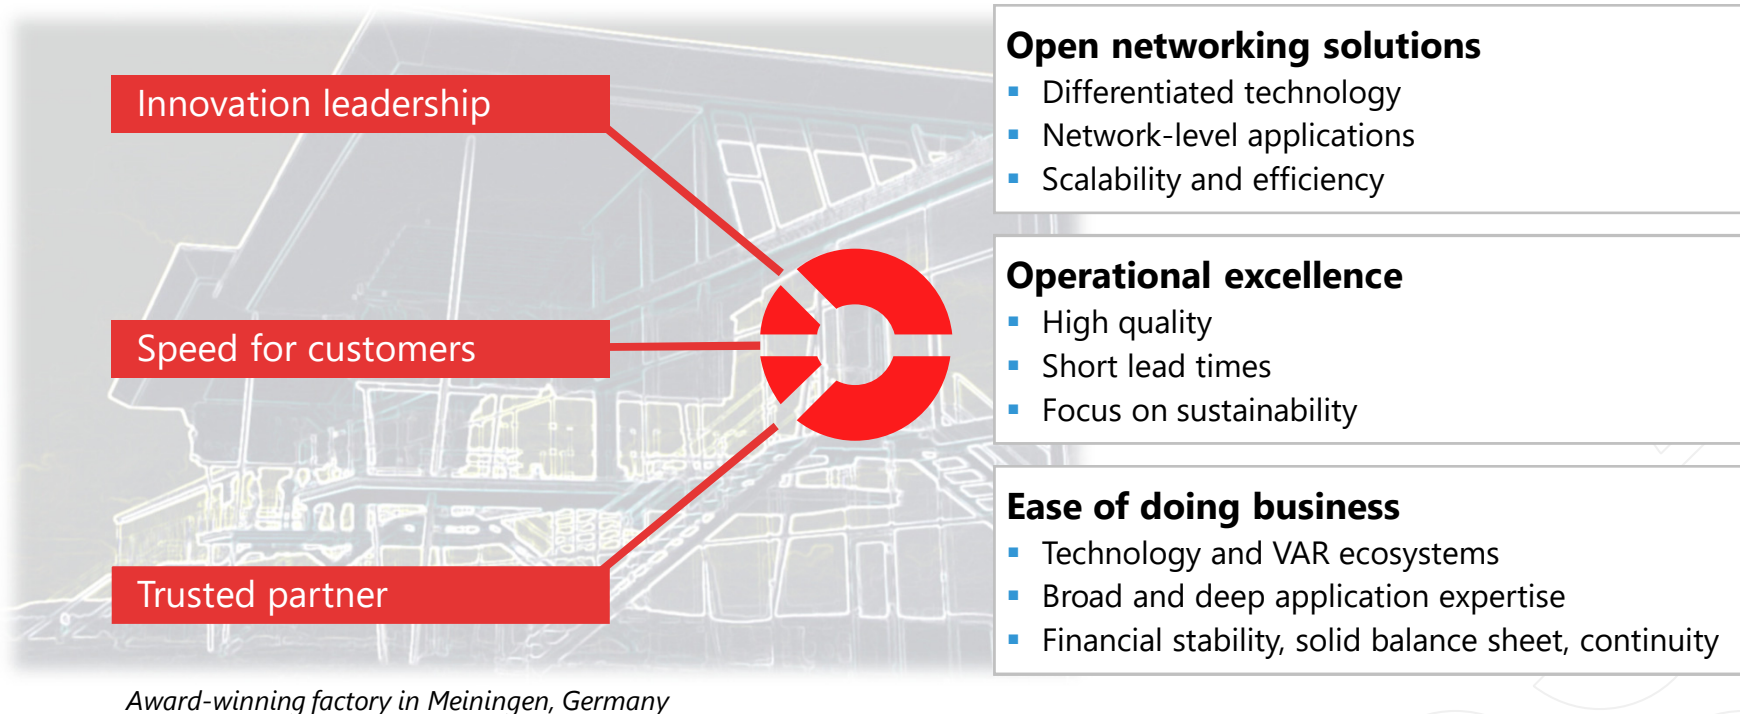 Innovation leadership
Speed for customers
Trusted partner
Award-winning factory in Meiningen, Germany
Open networking solutions
▪ Differentiated technology
▪ Network-level applications
▪ Scalability and efficiency
Operational excellence
▪ High quality
▪ Short lead times
▪ Focus on sustainability
Ease of doing business
▪ Technology and VAR ecosystems
▪ Broad and deep application expertise
▪ Financial stability, solid balance sheet, continuity